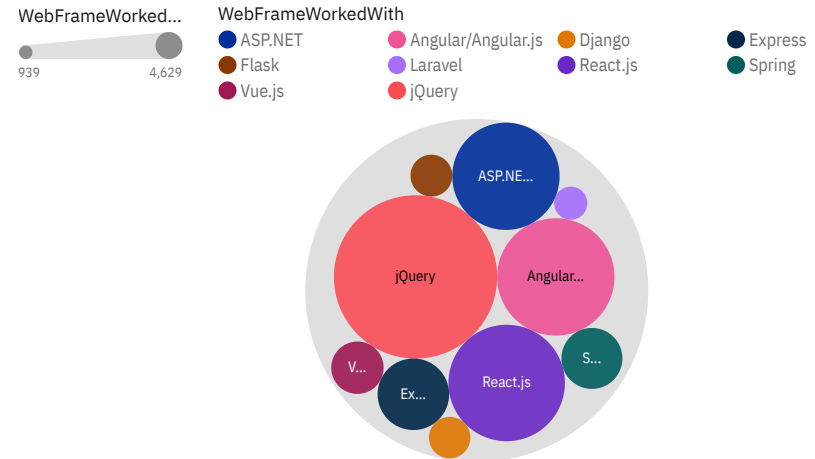 WebFrameWorked...
939
4,629
WebFrameWorkedWith
ASP.NET
Angular/Angular.js
Django
Express
Flask
Laravel
React.js
Spring
Vue.js
jQuery
ASP.NE...
jQuery
Angular...
V...
Ex...
React.js
S...